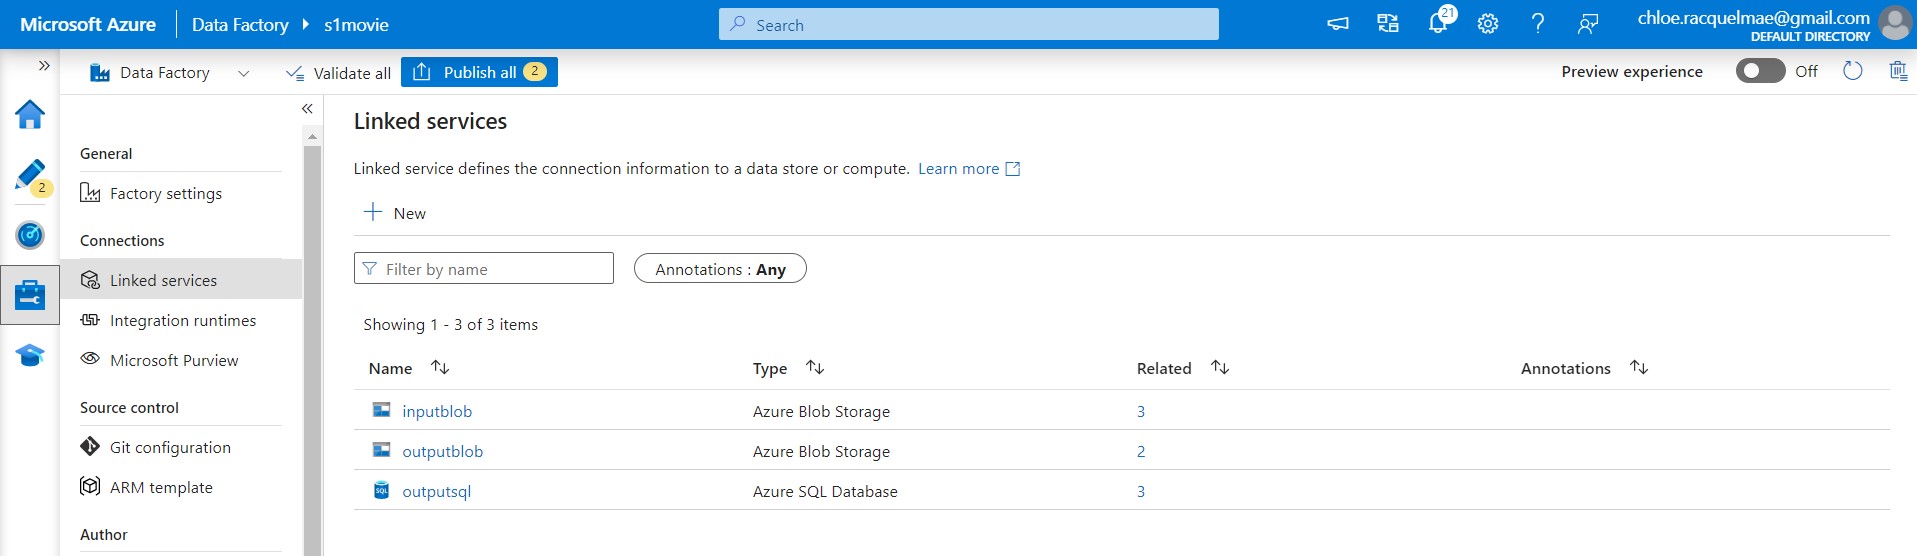 Microsoft Azure | Data Factory ▸ s1movie
Search
21
chloe.racquelmae@gmail.com
DEFAULT DIRECTORY
»
Data Factory
Validate all
Publish all 2
Preview experience Off
«
2
General
Factory settings
Connections
Linked services
Integration runtimes
Microsoft Purview
Source control
Git configuration
ARM template
Author
Linked services
Linked service defines the connection information to a data store or compute. Learn more
+ New
Filter by name
Annotations : Any
Showing 1 - 3 of 3 items
Name Type Related Annotations
inputblob Azure Blob Storage 3
outputblob Azure Blob Storage 2
SQL outputsql Azure SQL Database 3